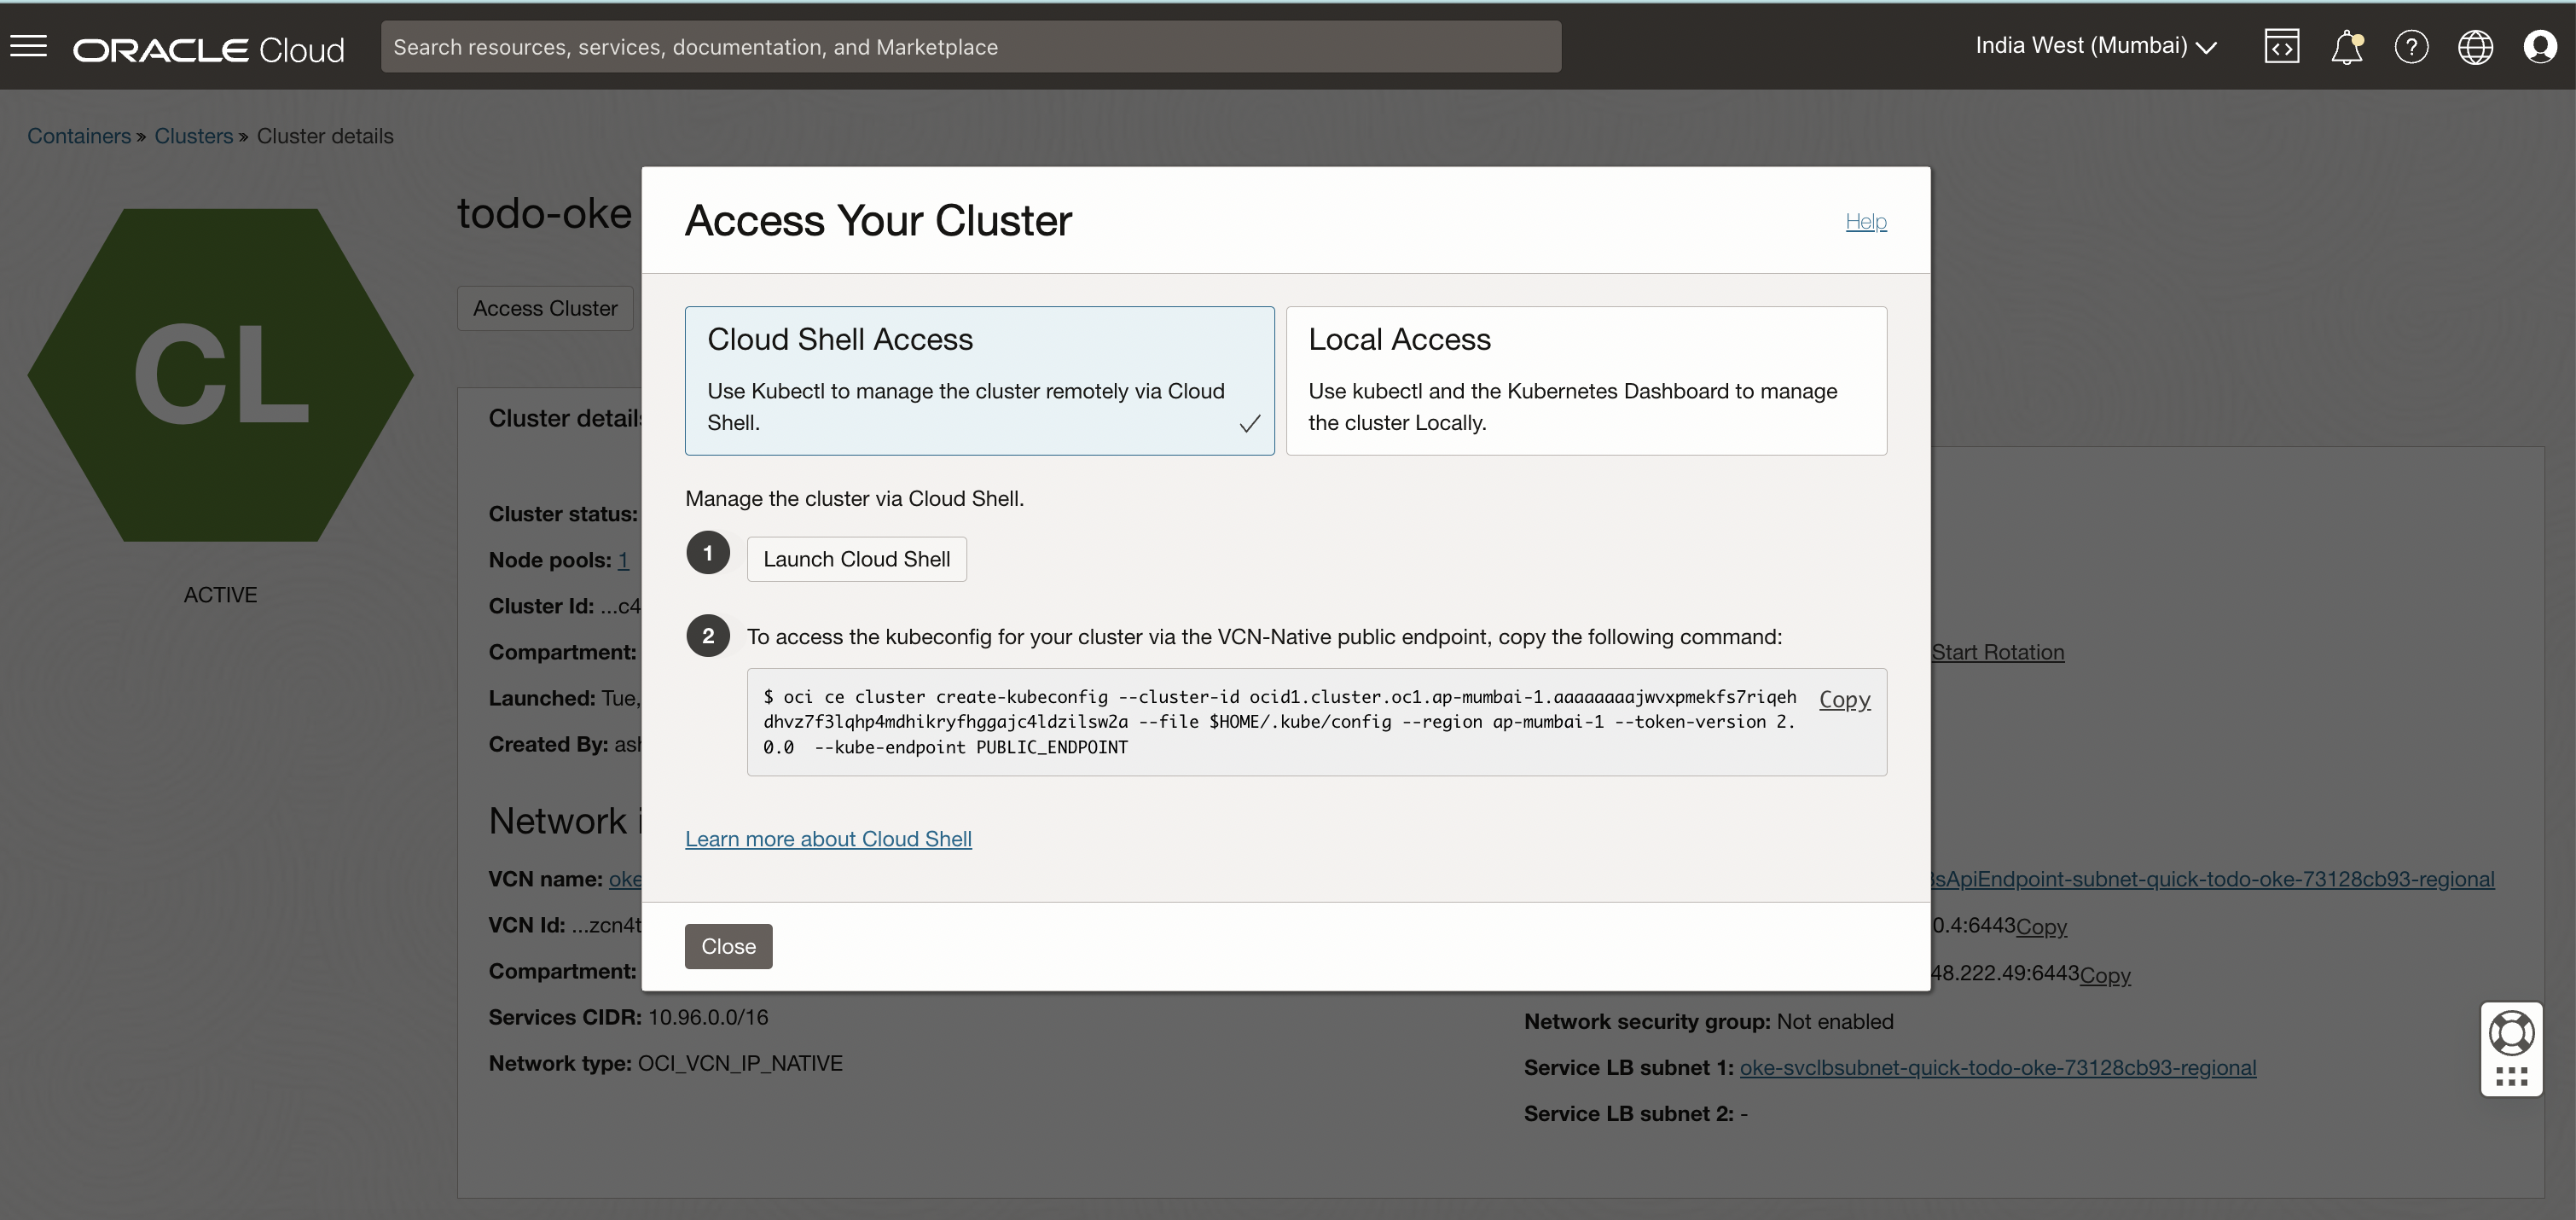 ORACLE Cloud
Search resources, services, documentation, and Marketplace
India West (Mumbai)
Containers » Clusters » Cluster details
CL
ACTIVE
todo-oke
Access Cluster
Cluster details
Cluster status:
Node pools: 1
Cluster Id: ...c4
Compartment:
Launched: Tue,
Created By: ash
Start Rotation
Network i
VCN name: oke
VCN Id: ...zcn4t
Compartment:
Services CIDR: 10.96.0.0/16
Network type: OCI_VCN_IP_NATIVE
sApiEndpoint-subnet-quick-todo-oke-73128cb93-regional
0.4:6443Copy
48.222.49:6443Copy
Network security group: Not enabled
Service LB subnet 1: oke-svclbsubnet-quick-todo-oke-73128cb93-regional
Service LB subnet 2: -
Access Your Cluster
Help
Cloud Shell Access
Use Kubectl to manage the cluster remotely via Cloud
Shell.
Local Access
Use kubectl and the Kubernetes Dashboard to manage
the cluster Locally.
Manage the cluster via Cloud Shell.
1
Launch Cloud Shell
2
To access the kubeconfig for your cluster via the VCN-Native public endpoint, copy the following command:
$ oci ce cluster create-kubeconfig --cluster-id ocid1.cluster.oc1.ap-mumbai-1.aaaaaaaajwvxpmekfs7riqeh
dhvz7f3lqhp4mdhikryfhggajc4ldzilsw2a --file $HOME/.kube/config --region ap-mumbai-1 --token-version 2.
0.0  --kube-endpoint PUBLIC_ENDPOINT
Copy
Learn more about Cloud Shell
Close